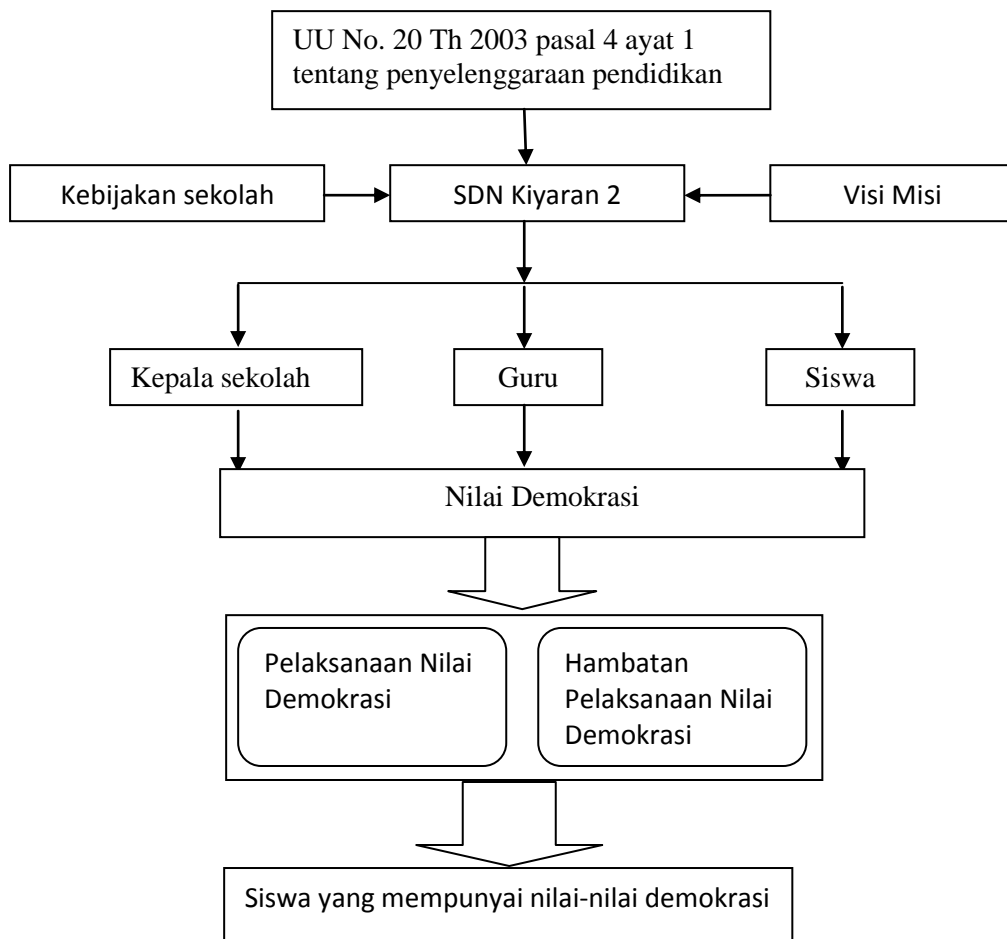 UU No. 20 Th 2003 pasal 4 ayat 1
tentang penyelenggaraan pendidikan
Kebijakan sekolah
SDN Kiyaran 2
Visi Misi
Kepala sekolah
Guru
Siswa
Nilai Demokrasi
Pelaksanaan Nilai
Demokrasi
Hambatan
Pelaksanaan Nilai
Demokrasi
Siswa yang mempunyai nilai-nilai demokrasi